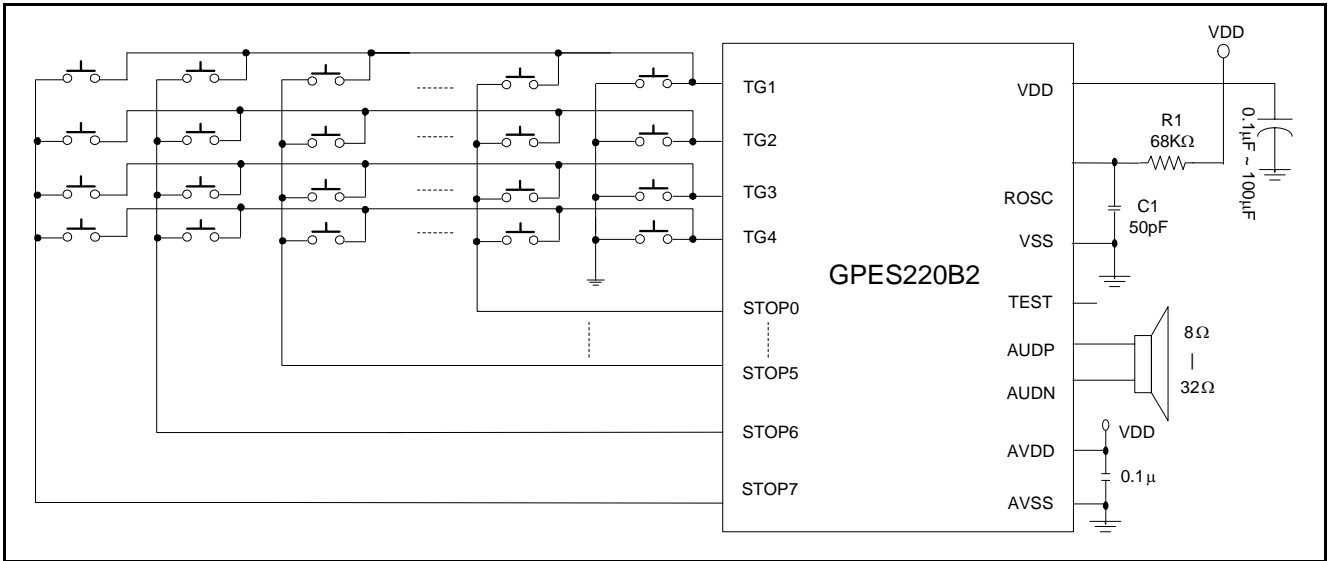 VDD
TG1
VDD
0.1μF ~ 100μF
R1
68KΩ
TG2
TG3
ROSC
C1
50pF
TG4
VSS
GPES220B2
STOP0
TEST
8Ω
AUDP
STOP5
32Ω
AUDN
STOP6
VDD
AVDD
0.1μ
STOP7
AVSS